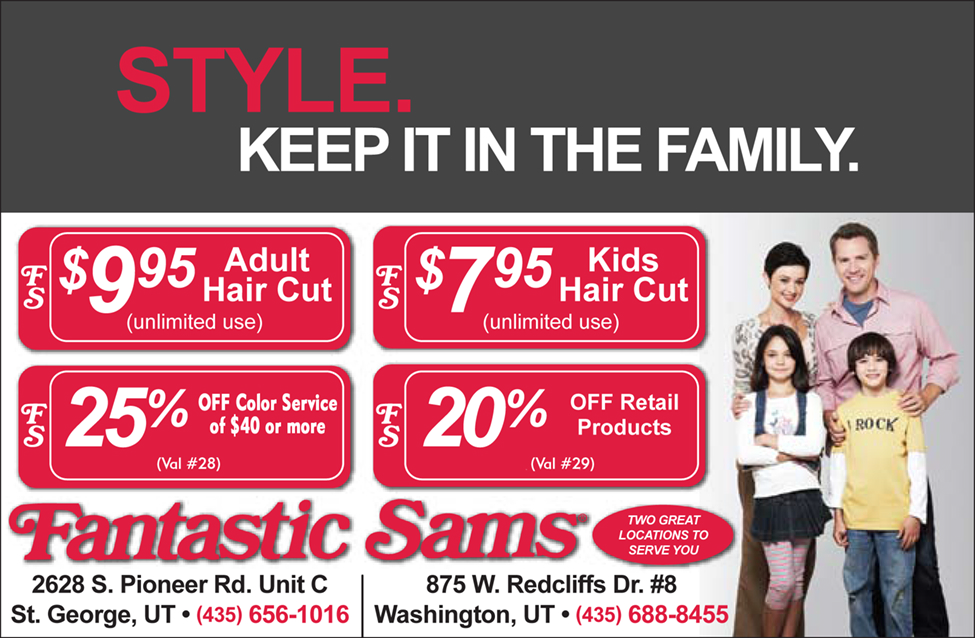 STYLE.
KEEP IT IN THE FAMILY.
FS
$9.95 Adult
Hair Cut
(unlimited use)
FS
$7.95 Kids
Hair Cut
(unlimited use)
FS
25% OFF Color Service
of $40 or more
(Val #28)
FS
20% OFF Retail
Products
(Val #29)
Fantastic Sams®
TWO GREAT
LOCATIONS TO
SERVE YOU
2628 S. Pioneer Rd. Unit C
St. George, UT • (435) 656-1016
875 W. Redcliffs Dr. #8
Washington, UT • (435) 688-8455
I ROCK